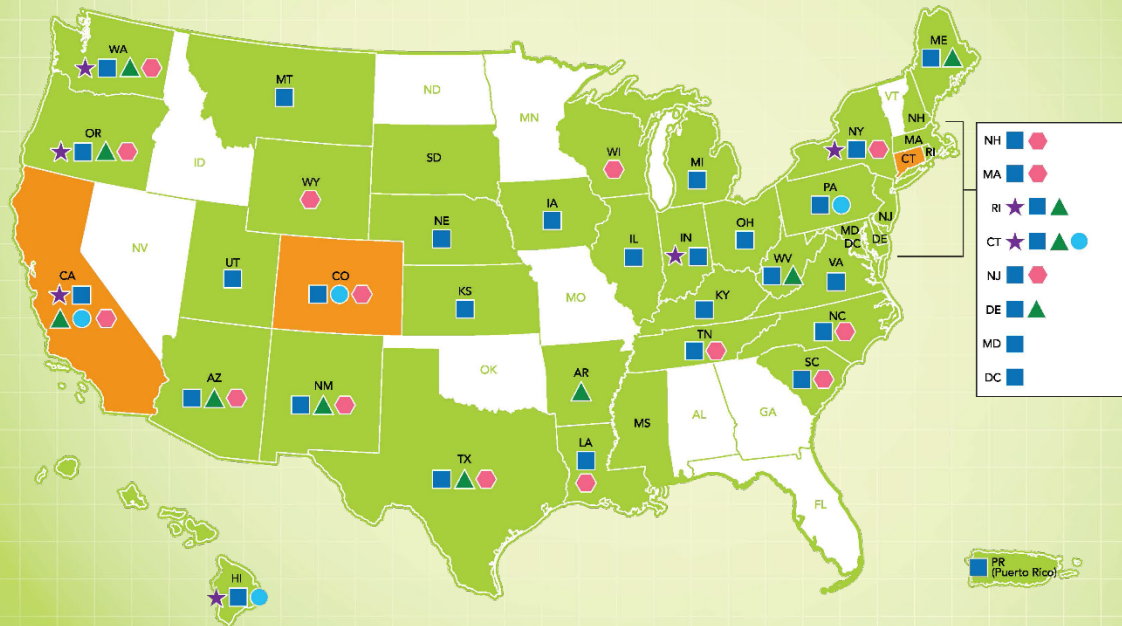 WA
MT
ND
MN
ME
VT
NH
OR
ID
SD
WI
MI
NY
MA
CT
RI
WY
IA
NE
PA
NJ
NV
UT
CO
IL
IN
OH
MD
DC
DE
WV
VA
CA
KS
MO
KY
NC
TN
SC
AZ
NM
OK
AR
MS
AL
GA
TX
LA
FL
HI
PR
(Puerto Rico)
NH
MA
RI
CT
NJ
DE
MD
DC